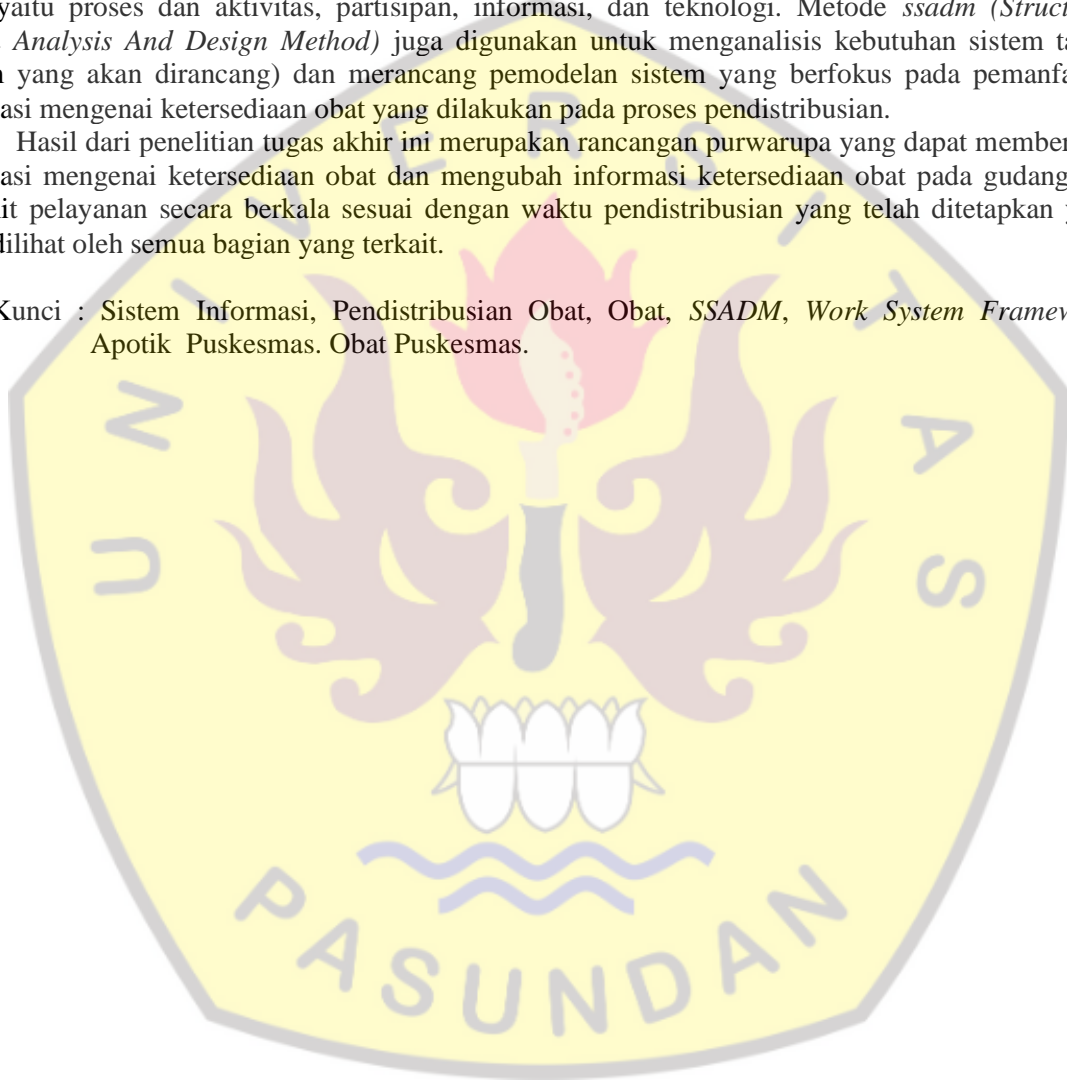 yaitu proses dan aktivitas, partisipan, informasi, dan teknologi. Metode ssadm (Struct
Analysis And Design Method) juga digunakan untuk menganalisis kebutuhan sistem ta
yang akan dirancang) dan merancang pemodelan sistem yang berfokus pada pemanfa
asi mengenai ketersediaan obat yang dilakukan pada proses pendistribusian.
Hasil dari penelitian tugas akhir ini merupakan rancangan purwarupa yang dapat member
asi mengenai ketersediaan obat dan mengubah informasi ketersediaan obat pada gudang
it pelayanan secara berkala sesuai dengan waktu pendistribusian yang telah ditetapkan
dilihat oleh semua bagian yang terkait.
Kunci : Sistem Informasi, Pendistribusian Obat, Obat, SSADM, Work System Framew
Apotik Puskesmas. Obat Puskesmas.
UNIVERSITAS
PASUNDAN